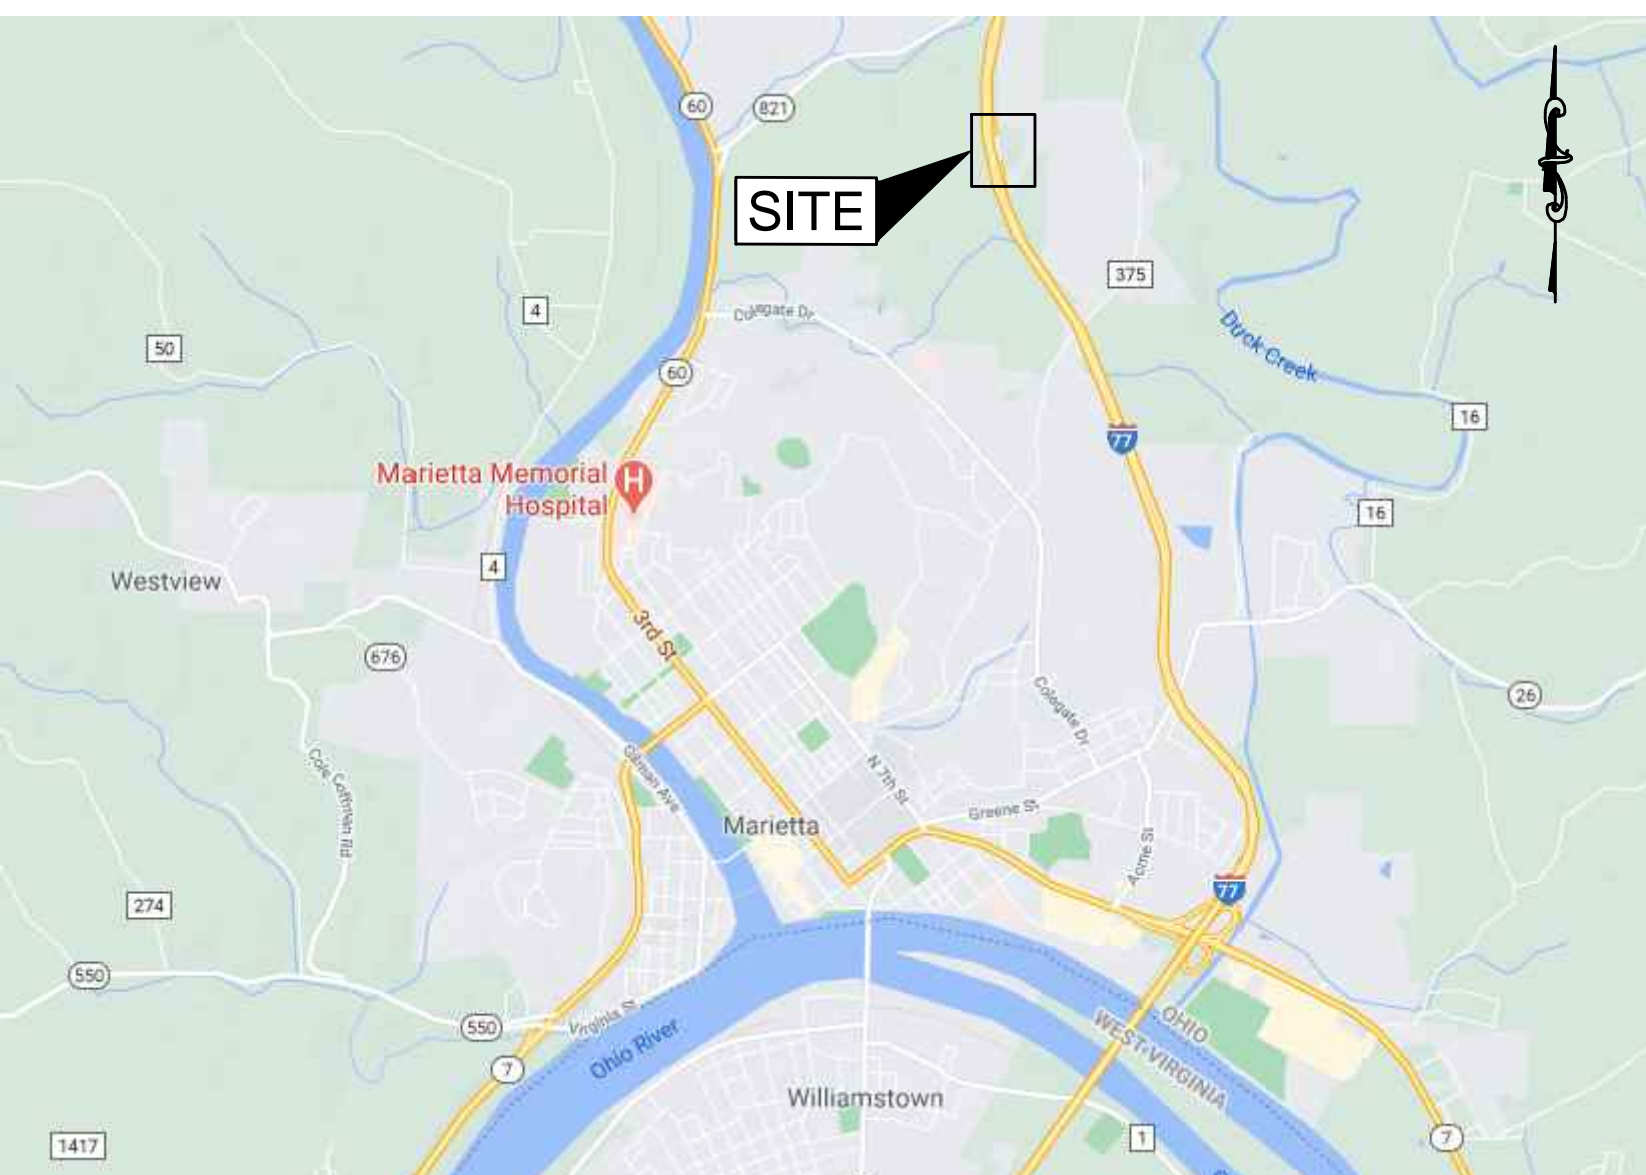 60
821
SITE
375
4
Colegate Dr
50
Duck Creek
60
16
77
Marietta Memorial
Hospital
16
4
Westview
3rd St
676
26
Colegate Dr
Cole Coffman Rd
Gilman Ave
N 7th St
Greene St
Marietta
Acme St
77
274
550
550
Virginia St
OHIO
WEST VIRGINIA
Ohio River
7
Williamstown
1
7
1417